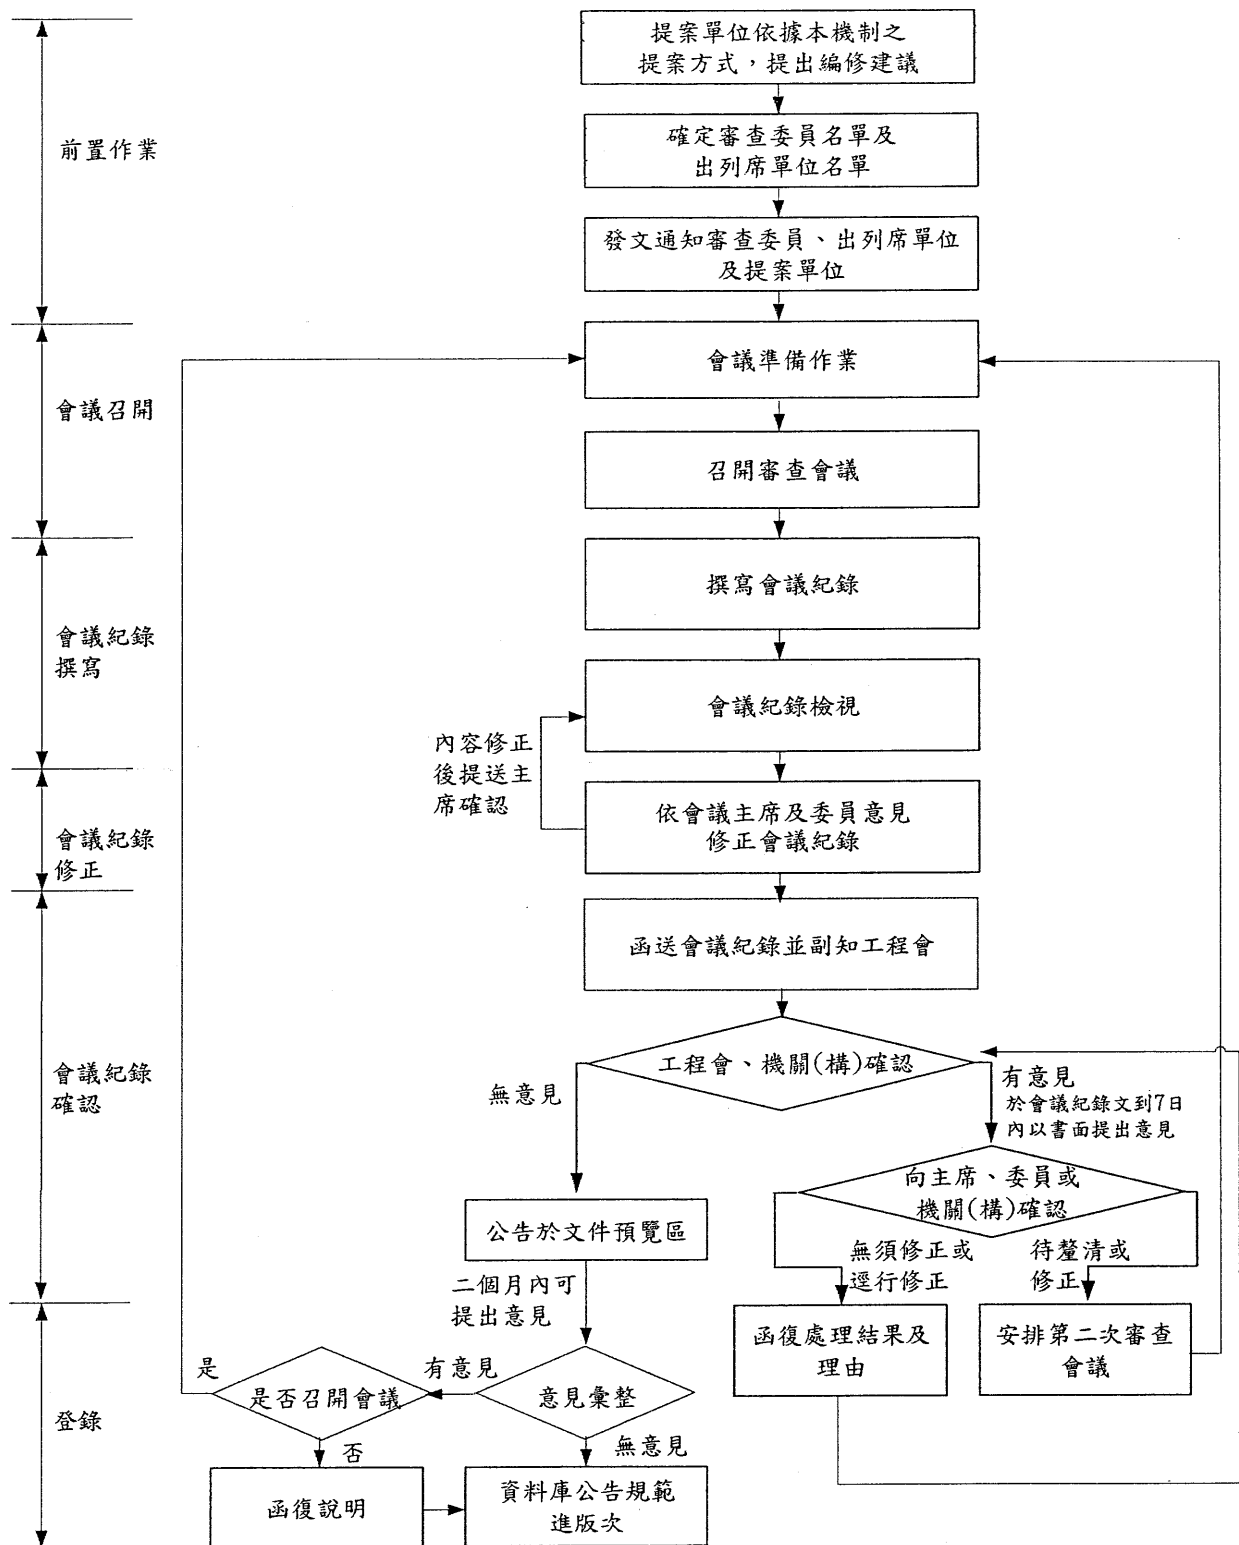 提案單位依據本機制之
提案方式，提出編修建議
前置作業
確定審查委員名單及
出列席單位名單
發文通知審查委員、出列席單位
及提案單位
會議準備作業
會議召開
召開審查會議
撰寫會議紀錄
會議紀錄
撰寫
會議紀錄檢視
內容修正
後提送主
席確認
會議紀錄
修正
依會議主席及委員意見
修正會議紀錄
函送會議紀錄並副知工程會
會議紀錄
確認
工程會、機關(構)確認
無意見
有意見
於會議紀錄文到7日
內以書面提出意見
向主席、委員或
機關(構)確認
公告於文件預覽區
無須修正或
逕行修正
待釐清或
修正
二個月內可
提出意見
函復處理結果及
理由
安排第二次審查
會議
登錄
是
是否召開會議
有意見
意見彙整
否
無意見
函復說明
資料庫公告規範
進版次